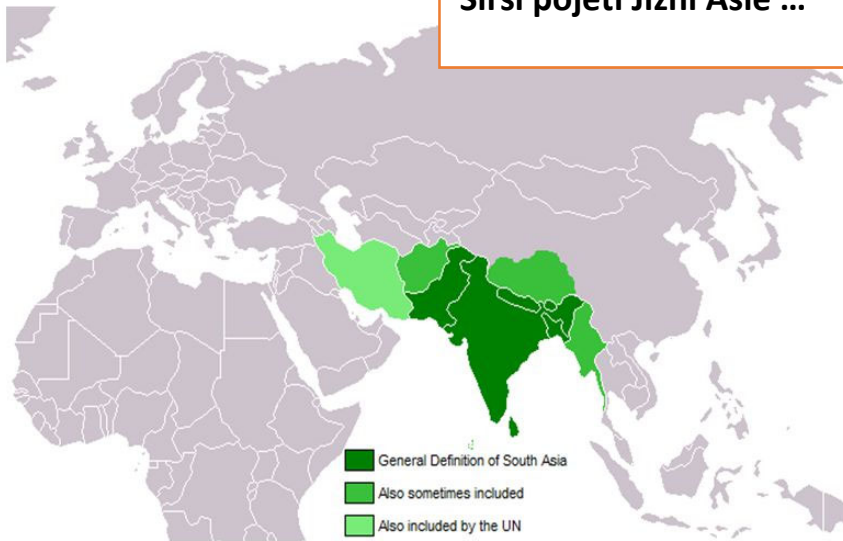 Širší pojetí Jižní Asie …
General Definition of South Asia
Also sometimes included
Also included by the UN